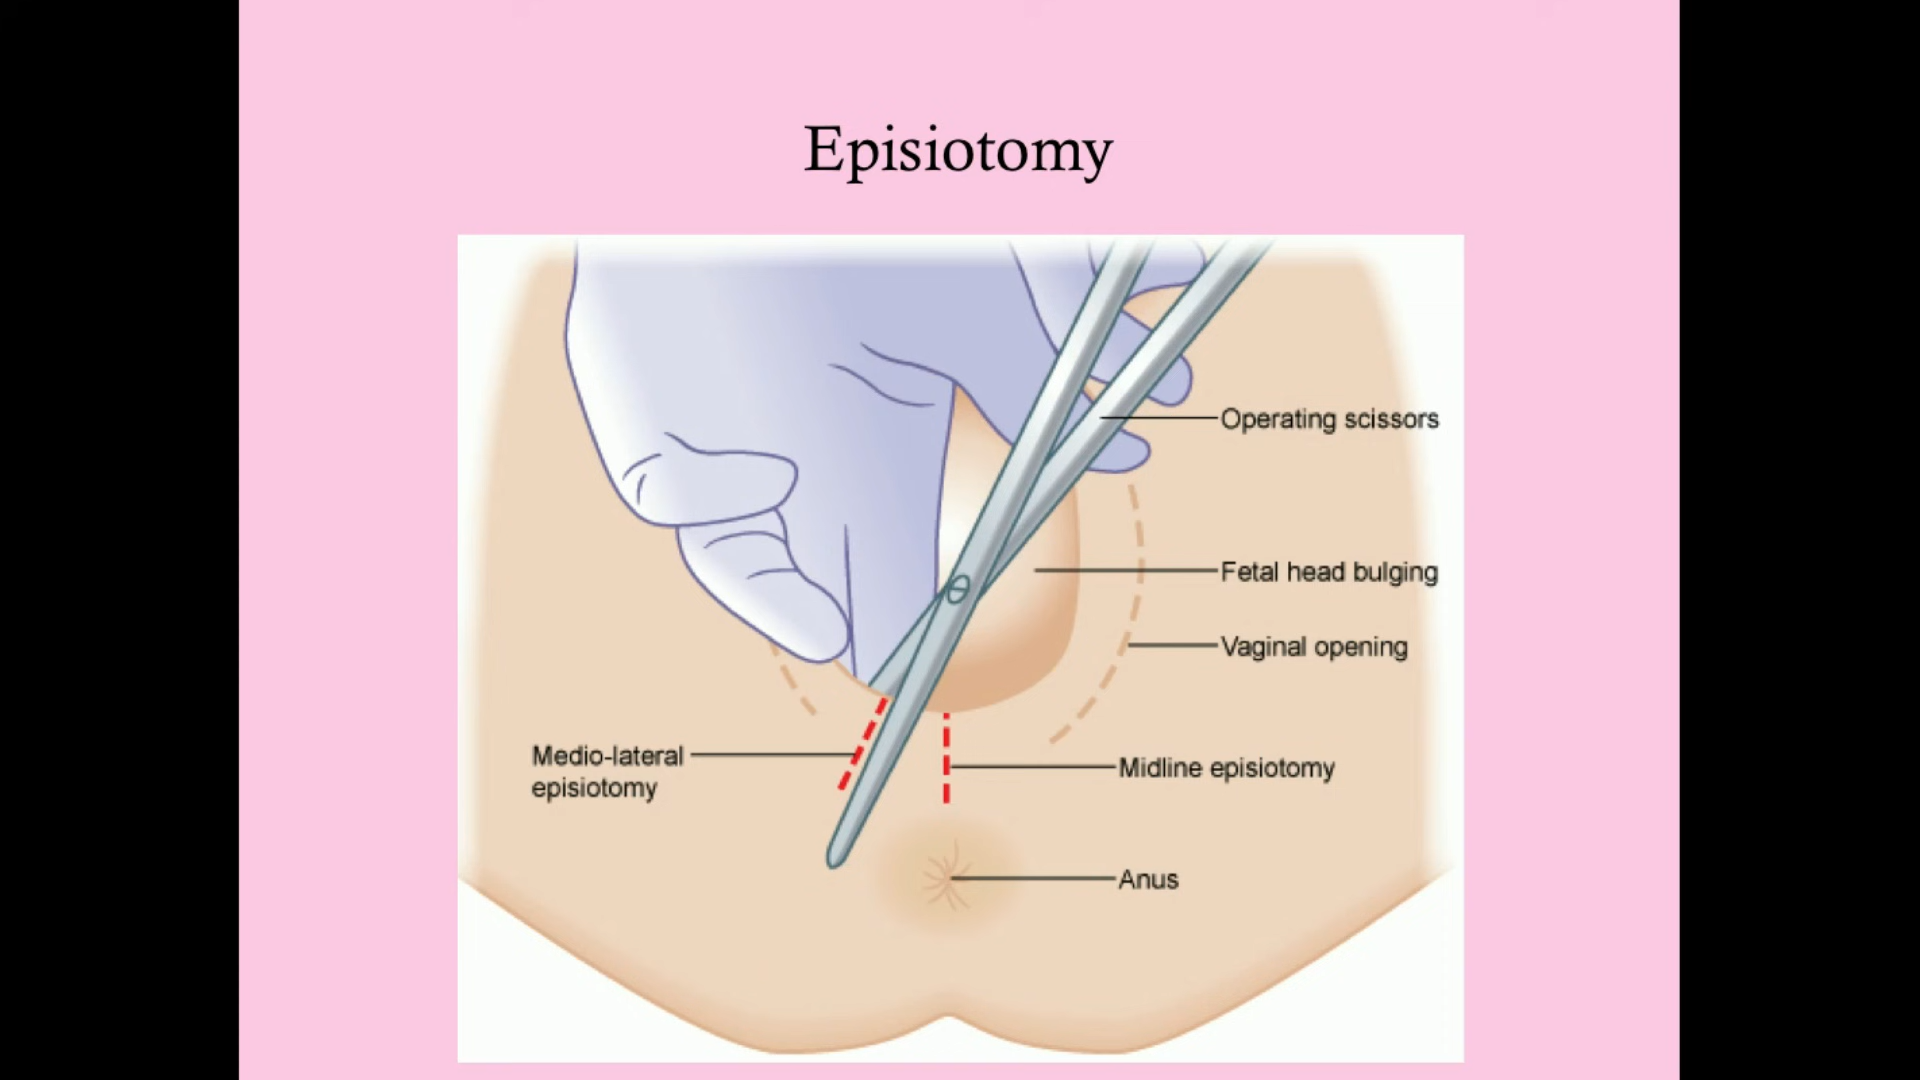 Episiotomy
Operating scissors
Fetal head bulging
Vaginal opening
Medio-lateral
episiotomy
Midline episiotomy
Anus